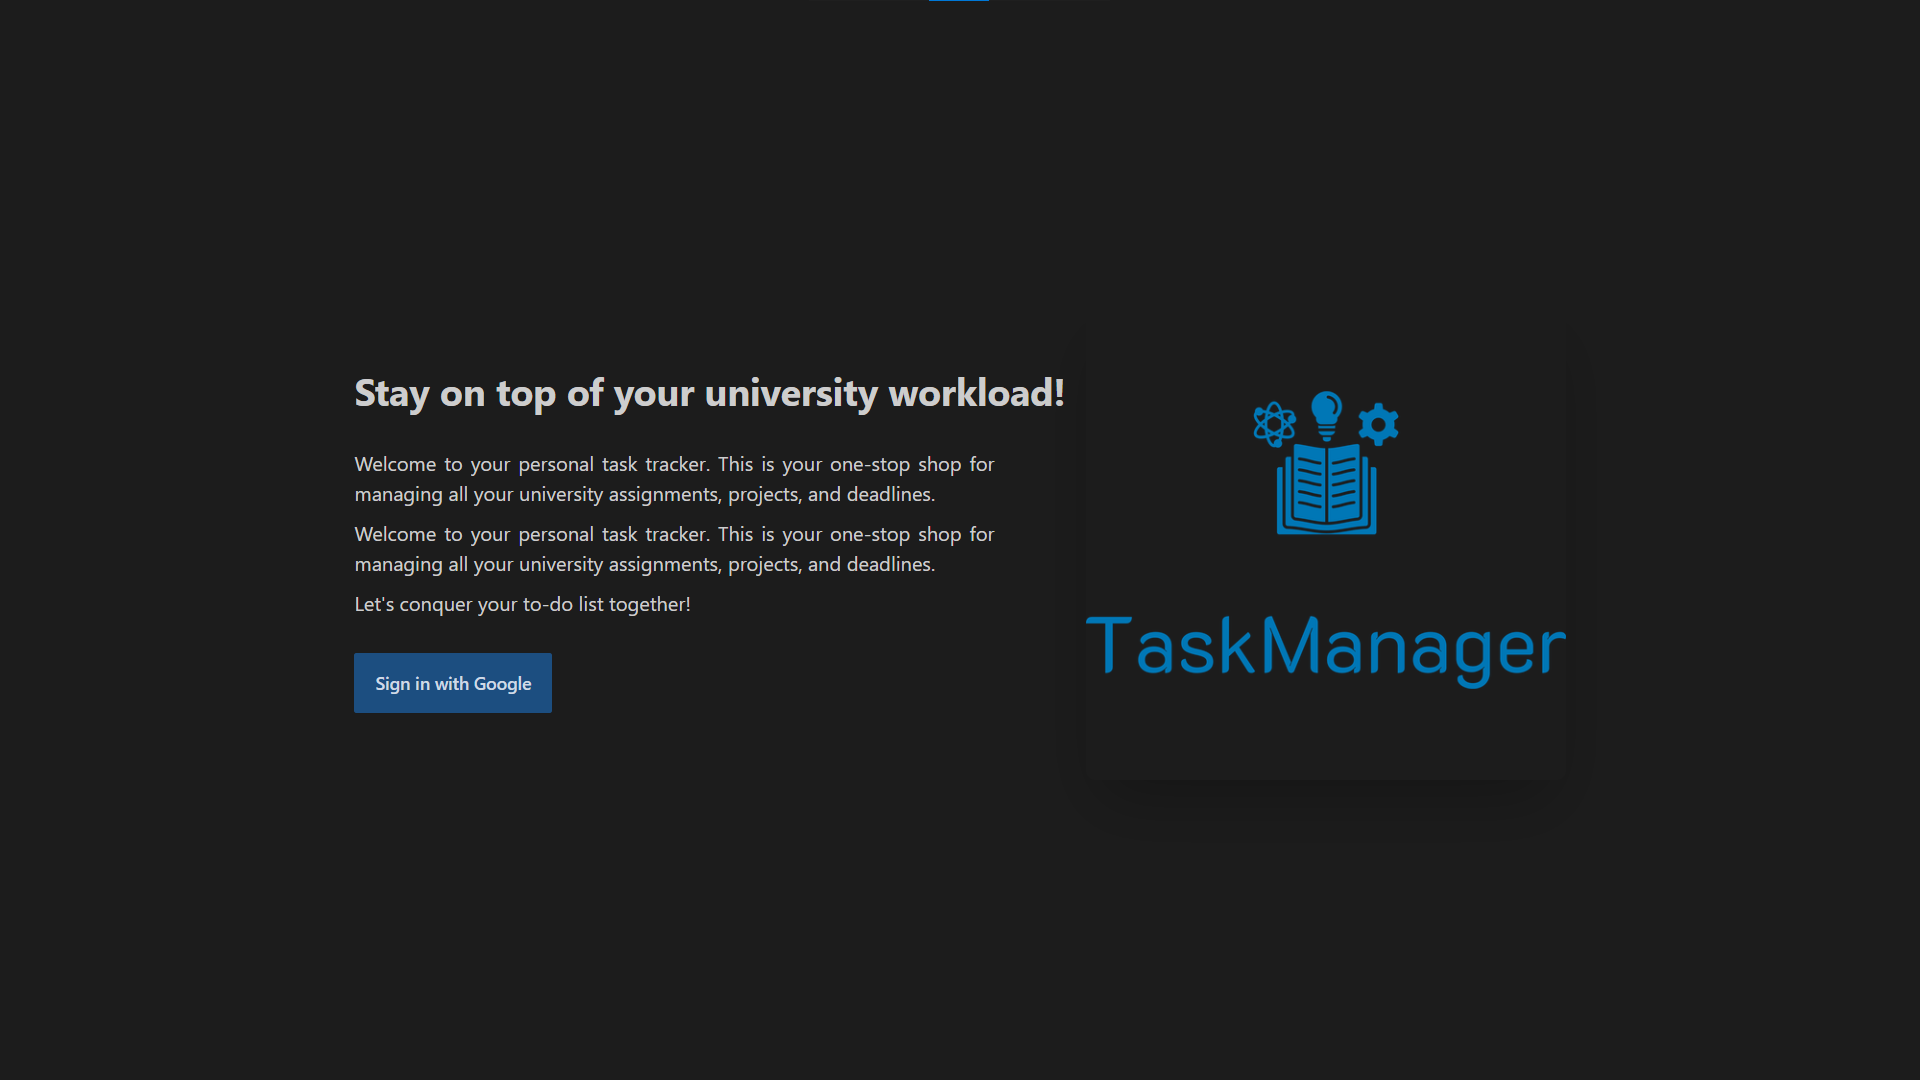 Stay on top of your university workload!
Welcome to your personal task tracker. This is your one-stop shop for
managing all your university assignments, projects, and deadlines.
Welcome to your personal task tracker. This is your one-stop shop for
managing all your university assignments, projects, and deadlines.
Let's conquer your to-do list together!
Sign in with Google
TaskManager